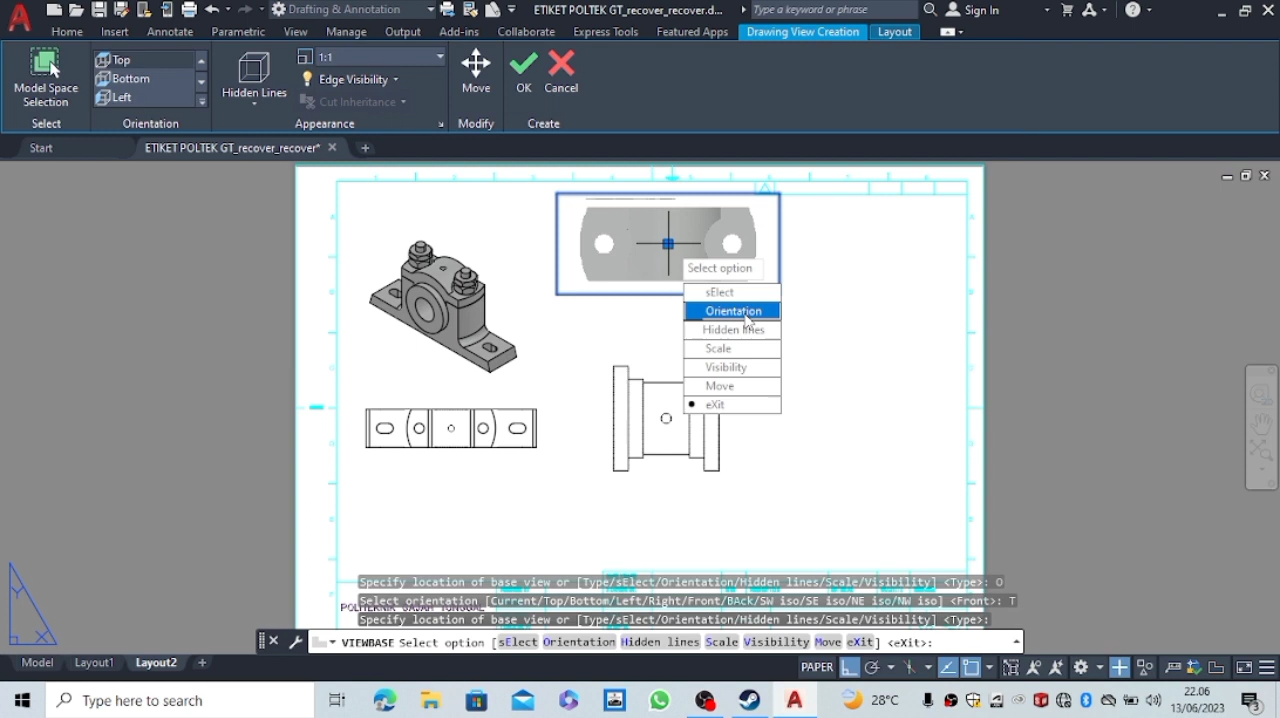 Drafting & Annotation
ETIKET POLTEK GT_recover_recover.d...
Type a keyword or phrase
Sign In
Home Insert Annotate Parametric View Manage Output Add-ins Collaborate Express Tools Featured Apps Drawing View Creation Layout
Model Space
Selection
Select
Top
Bottom
Left
Orientation
Hidden Lines
1:1
Edge Visibility
Cut Inheritance
Appearance
Move
Modify
OK
Cancel
Create
Start
ETIKET POLTEK GT_recover_recover*
Select option
sElect
Orientation
Hidden lines
Scale
Visibility
Move
eXit
Y
X
Specify location of base view or [Type/sElect/Orientation/Hidden lines/Scale/Visibility] <Type>: O
Select orientation [Current/Top/Bottom/Left/Right/Front/BAck/SW iso/SE iso/NE iso/NW iso] <Front>: T
Specify location of base view or [Type/sElect/Orientation/Hidden lines/Scale/Visibility] <Type>:
VIEWBASE Select option [sElect Orientation Hidden lines Scale Visibility Move eXit] <eXit>:
Model Layout1 Layout2
PAPER
Type here to search
28°C
22.06
13/06/2023
3